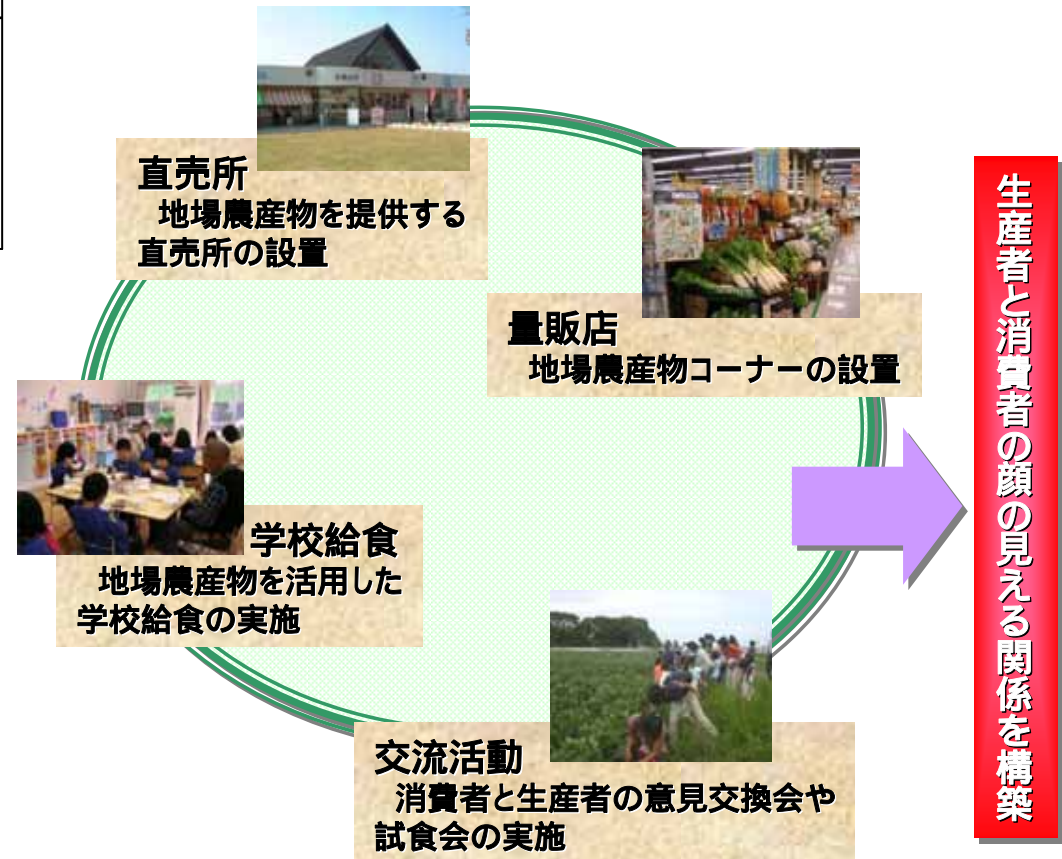 直売所
地場農産物を提供する
直売所の設置
量販店
地場農産物コーナーの設置
学校給食
地場農産物を活用した
学校給食の実施
交流活動
消費者と生産者の意見交換会や
試食会の実施
生産者と消費者の顔の見える関係を構築